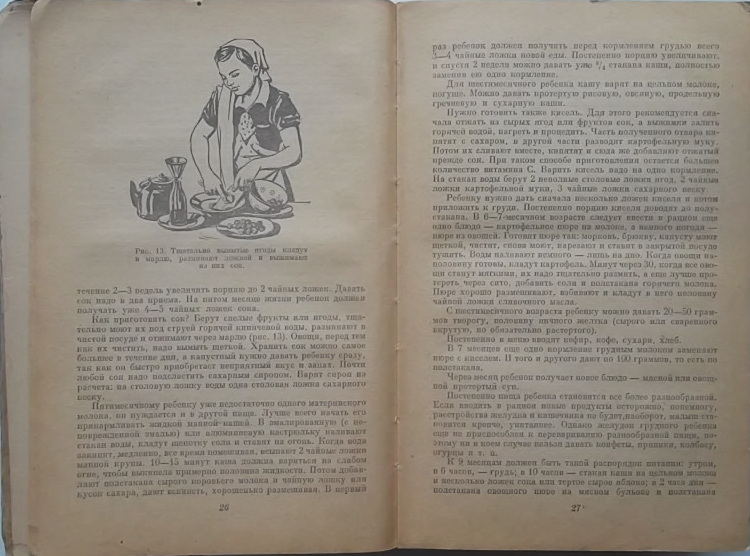 Рис. 13. Тщательно вымытые ягоды кладут
в марлю, разминают ложкой и выжимают
из них сок.
течение 2—3 недель увеличить порцию до 2 чайных ложек. Давать
сок надо в два приема. На пятом месяце жизни ребенок должен
получать уже 4—5 чайных ложек сока.
Как приготовить сок? Берут спелые фрукты или ягоды, тща-
тельно моют их под струей горячей кипяченой воды, разминают в
чистой посуде и отжимают через марлю (рис. 13). Овощи, перед тем
как их чистить, надо вымыть щеткой. Хранить сок можно самое
большее в течение дня, а капустный нужно давать ребенку сразу,
так как он быстро приобретает неприятный вкус и запах. Почти
любой сок надо подсластить сахарным сиропом. Варят сироп из
расчета: на столовую ложку воды одна столовая ложка сахарного
песку.
Пятимесячному ребенку уже недостаточно одного материнского
молока, он нуждается и в другой пище. Лучше всего начать его
прикармливать жидкой манной кашей. В эмалированную (с не-
поврежденной эмалью) или алюминиевую кастрюльку наливают
стакан воды, кладут щепотку соли и ставят на огонь. Когда вода
закипит, медленно, все время помешивая, всыпают 2 чайные ложки
манной крупы. 10—15 минут каша должна вариться на слабом
огне, чтобы выкипела примерно половина жидкости. Потом добав-
ляют полстакана сырого коровьего молока и чайную ложку или
кусок сахара, дают вскипеть, хорошенько размешивая. В первый
26
раз ребенок должен получить перед кормлением грудью всего
3—4 чайные ложки новой еды. Постепенно порцию увеличивают,
и спустя 2 недели можно давать уже стакана каши, полностью
заменив ею одно кормление.
Для шестимесячного ребенка кашу варят на цельном молоке,
погуще. Можно давать протертую рисовую, овсяную, продельную
гречневую и сухарную каши.
Нужно готовить также кисель. Для этого рекомендуется сна-
чала отжать из сырых ягод или фруктов сок, а выжимки залить
горячей водой, нагреть и процедить. Часть полученного отвара кипя-
тят с сахаром, в другой части разводят картофельную муку.
Потом их сливают вместе, кипятят и сюда же добавляют отжатый
прежде сок. При таком способе приготовления остается большее
количество витамина С. Варить кисель надо на одно кормление.
На стакан воды берут 2 неполные столовые ложки ягод, 2 чайные
ложки картофельной муки, 3 чайные ложки сахарного песку.
Ребенку нужно дать сначала несколько ложек киселя и потом
приложить к груди. Постепенно порцию киселя доводят до полу-
стакана. В 6—7-месячном возрасте следует ввести в рацион еще
одно блюдо — картофельное пюре на молоке, а немного погодя —
пюре из овощей. Готовят пюре так: морковь, брюкву, капусту моют
щеткой, чистят, снова моют, нарезают и ставят в закрытой посуде
тушить. Воды наливают немного — лишь на дно. Когда овощи на-
половину готовы, кладут картофель. Минут через 30, когда все ово-
щи станут мягкими, их надо тщательно размять, а еще лучше про-
тереть через сито, добавить соли и полстакана горячего молока.
Пюре хорошо размешивают, взбивают и кладут в него половину
чайной ложки сливочного масла.
С шестимесячного возраста ребенку можно давать 20—50 грам-
мов творогу, половину яичного желтка (сырого или сваренного
вкрутую, но обязательно растертого).
Постепенно в меню вводят кефир, кофе, сухари, хлеб.
В 7 месяцев еще одно кормление грудным молоком заменяют
пюре с киселем. И того и другого дают по 100 граммов, то есть по
полстакана.
Через месяц ребенок получает новое блюдо — мясной или овощ-
ной протертый суп.
Постепенно пища ребенка становится все более разнообразной.
Если вводить в рацион новые продукты осторожно, понемногу,
расстройства желудка и кишечника не будет, наоборот, малыш ста-
новится крепче, упитаннее. Однако желудок грудного ребенка
еще не приспособлен к перевариванию разнообразной пищи, по-
этому ни в коем случае нельзя давать конфеты, пряники, колбасу,
огурцы и т. п.
К 9 месяцам должен быть такой распорядок питания: утром,
в 6 часов, — грудь; в 10 часов — стакан каши на цельном молоке
и несколько ложек сока или тертое сырое яблоко; в 2 часа дня —
полстакана овощного пюре на мясном бульоне и полстакана
27